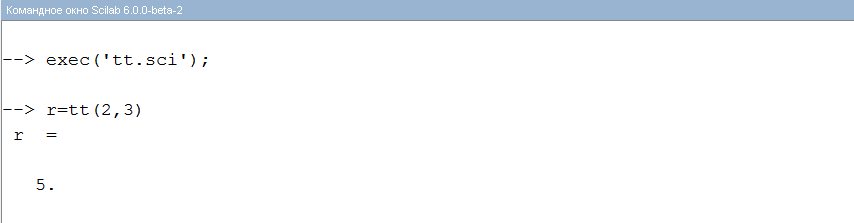 Командное окно Scilab 6.0.0-beta-2
--> exec('tt.sci');
--> r=tt(2,3)
r  =
5.